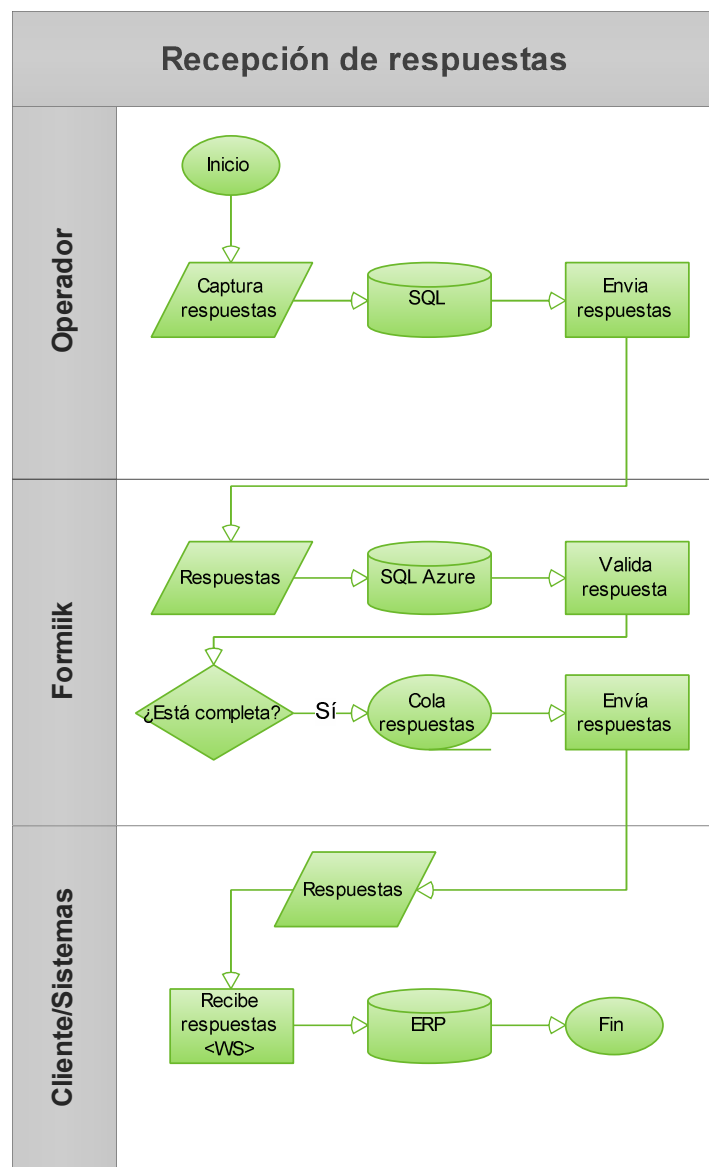 Recepción de respuestas
Operador
Inicio
Captura
respuestas
SQL
Envia
respuestas
Formiik
Respuestas
SQL Azure
Valida
respuesta
¿Está completa?
Sí
Cola
respuestas
Envía
respuestas
Cliente/Sistemas
Respuestas
Recibe
respuestas
<WS>
ERP
Fin